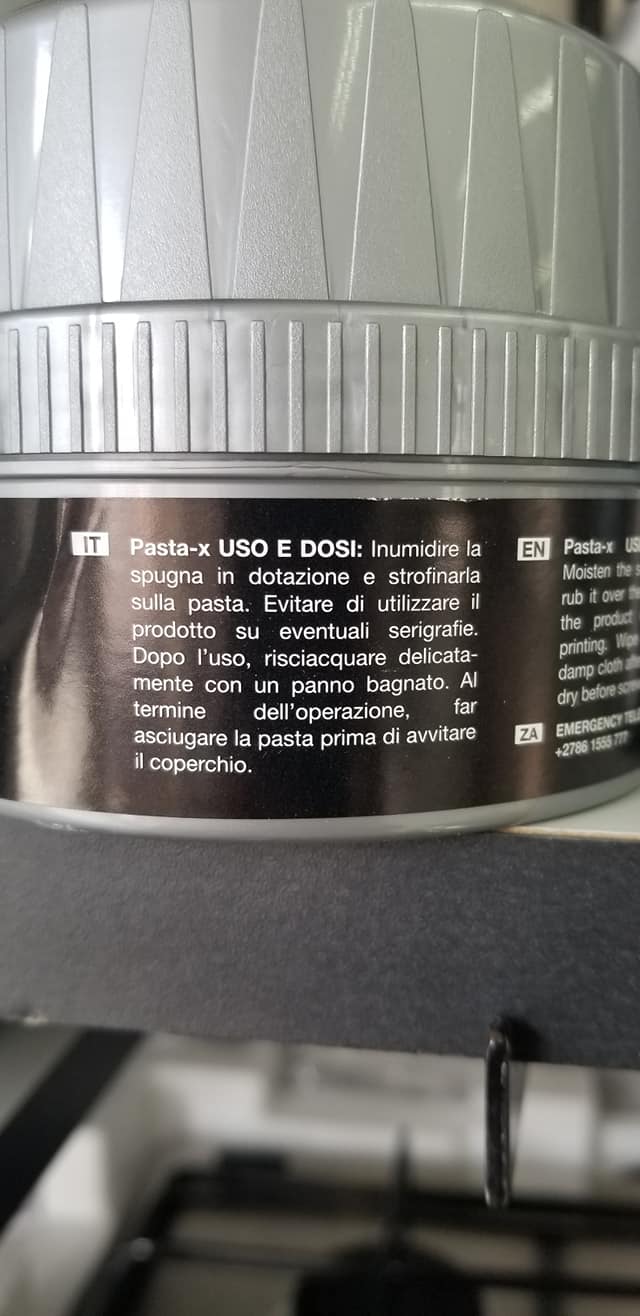 IT
Pasta-x USO E DOSI: Inumidire la
spugna in dotazione e strofinarla
sulla pasta. Evitare di utilizzare il
prodotto su eventuali serigrafie.
Dopo l'uso, risciacquare delicata-
mente con un panno bagnato. Al
termine dell'operazione, far
asciugare la pasta prima di avvitare
il coperchio.
EN
Pasta-x
Moisten the
rub it over
the product
printing.
damp cloth
dry before
ZA
EMERGENCY
+2786 1555 777